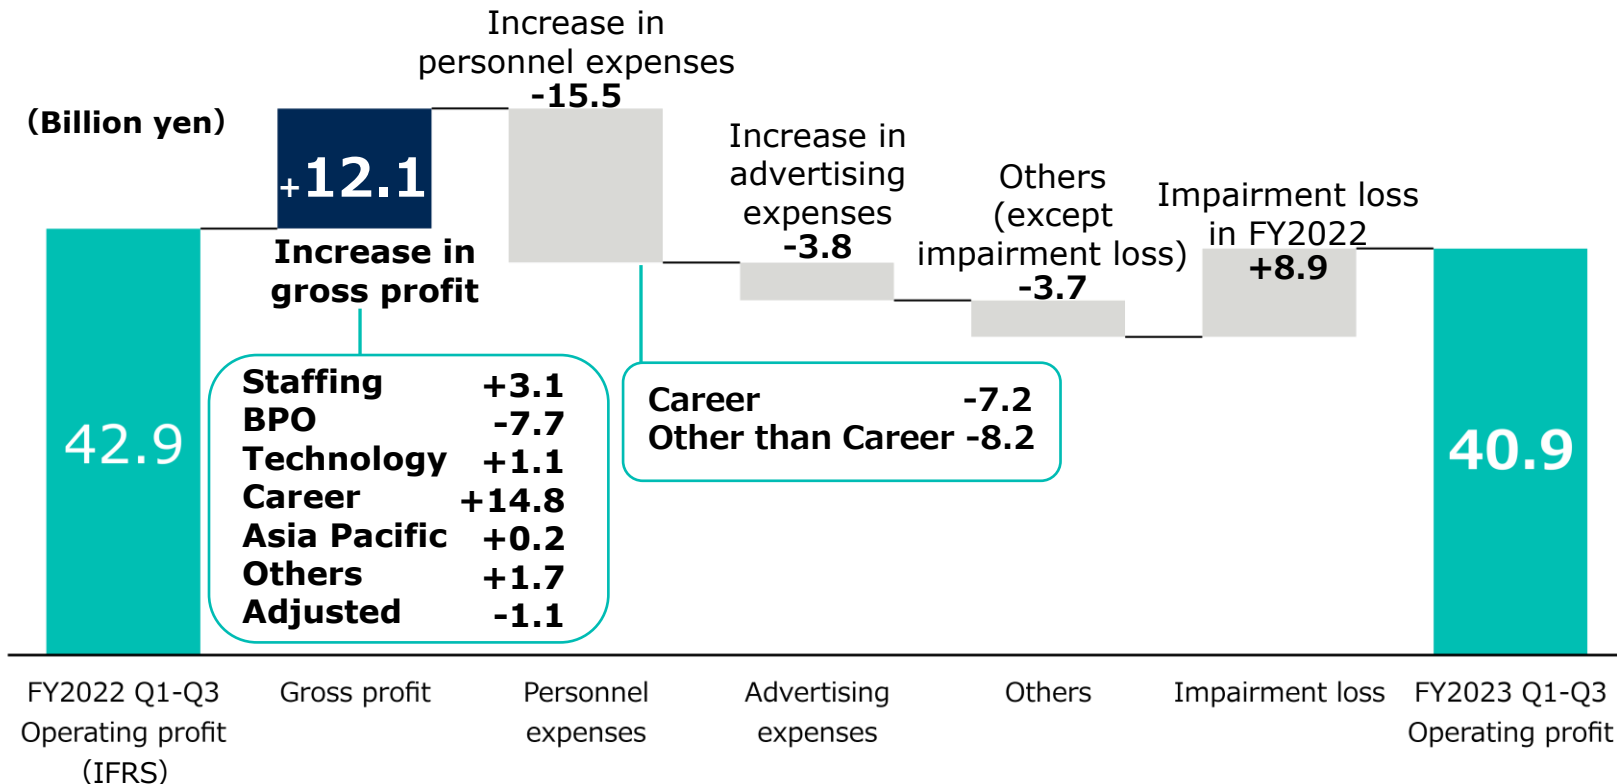 (Billion yen)
42.9
+12.1
Increase in
gross profit
Staffing +3.1
BPO -7.7
Technology +1.1
Career +14.8
Asia Pacific +0.2
Others +1.7
Adjusted -1.1
Increase in
personnel expenses
-15.5
Career -7.2
Other than Career -8.2
Increase in
advertising
expenses
-3.8
Others
(except
impairment loss)
-3.7
Impairment loss
in FY2022
+8.9
40.9
FY2022 Q1-Q3
Operating profit
(IFRS)
Gross profit
Personnel
expenses
Advertising
expenses
Others
Impairment loss
FY2023 Q1-Q3
Operating profit